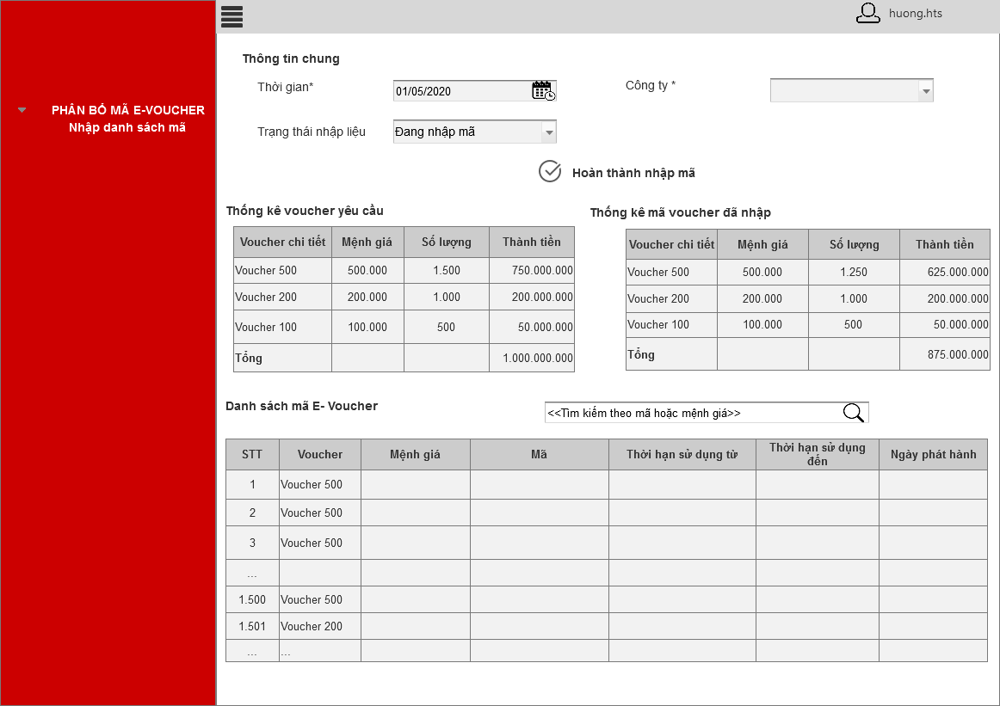 huong.hts
PHÂN BỔ MÃ E-VOUCHER
Nhập danh sách mã
Thông tin chung
Thời gian* 01/05/2020 Công ty *
Trạng thái nhập liệu Đang nhập mã
Hoàn thành nhập mã
Thống kê voucher yêu cầu
Voucher chi tiết Mệnh giá Số lượng Thành tiền
Voucher 500 500.000 1.500 750.000.000
Voucher 200 200.000 1.000 200.000.000
Voucher 100 100.000 500 50.000.000
Tổng 1.000.000.000
Thống kê mã voucher đã nhập
Voucher chi tiết Mệnh giá Số lượng Thành tiền
Voucher 500 500.000 1.250 625.000.000
Voucher 200 200.000 1.000 200.000.000
Voucher 100 100.000 500 50.000.000
Tổng 875.000.000
Danh sách mã E- Voucher
<<Tìm kiếm theo mã hoặc mệnh giá>>
STT Voucher Mệnh giá Mã Thời hạn sử dụng từ Thời hạn sử dụng đến Ngày phát hành
1 Voucher 500
2 Voucher 500
3 Voucher 500
...
1.500 Voucher 500
1.501 Voucher 200
... ...